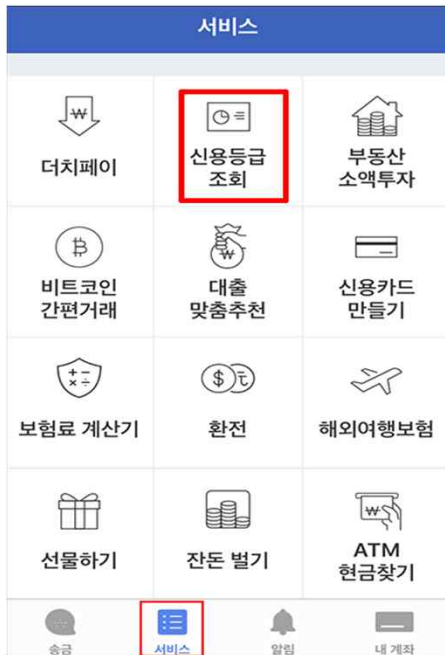 서비스
더치페이
신용등급
조회
부동산
소액투자
비트코인
간편거래
대출
맞춤추천
신용카드
만들기
보험료 계산기
환전
해외여행보험
선물하기
잔돈 벌기
ATM
현금찾기
송금
서비스
알림
내 계좌